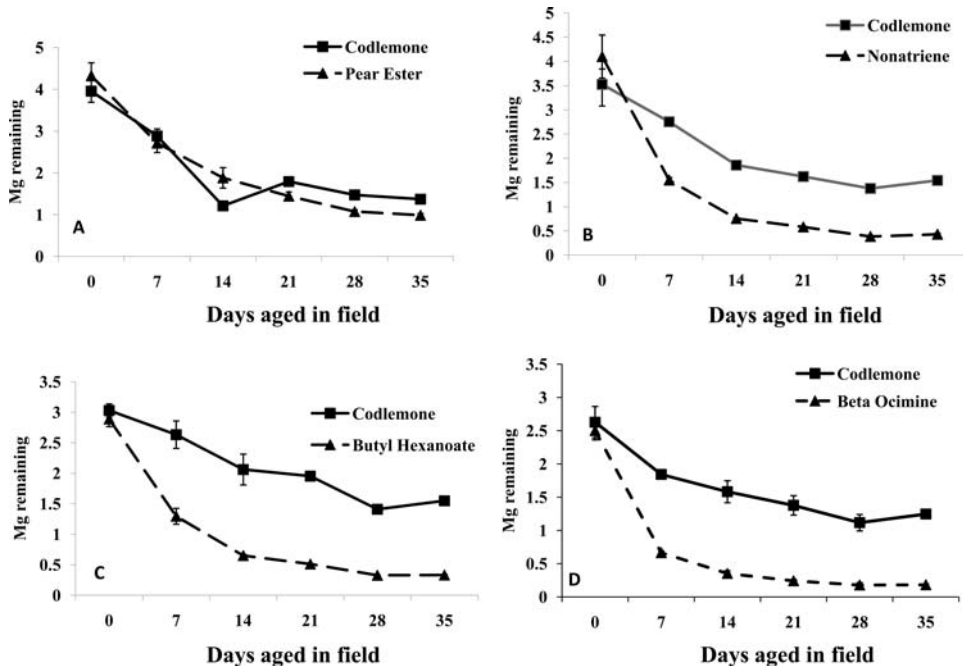 Codlemone
Pear Ester
Mg remaining
5
4
3
2
1
0
A
0 7 14 21 28 35
Days aged in field
Codlemone
Nonatriene
Mg remaining
5
4.5
4
3.5
3
2.5
2
1.5
1
0.5
0
B
0 7 14 21 28 35
Days aged in field
Codlemone
Butyl Hexanoate
Mg remaining
3.5
3
2.5
2
1.5
1
0.5
0
C
0 7 14 21 28 35
Days aged in field
Codlemone
Beta Ocimine
Mg remaining
3.5
3
2.5
2
1.5
1
0.5
0
D
0 7 14 21 28 35
Days aged in field